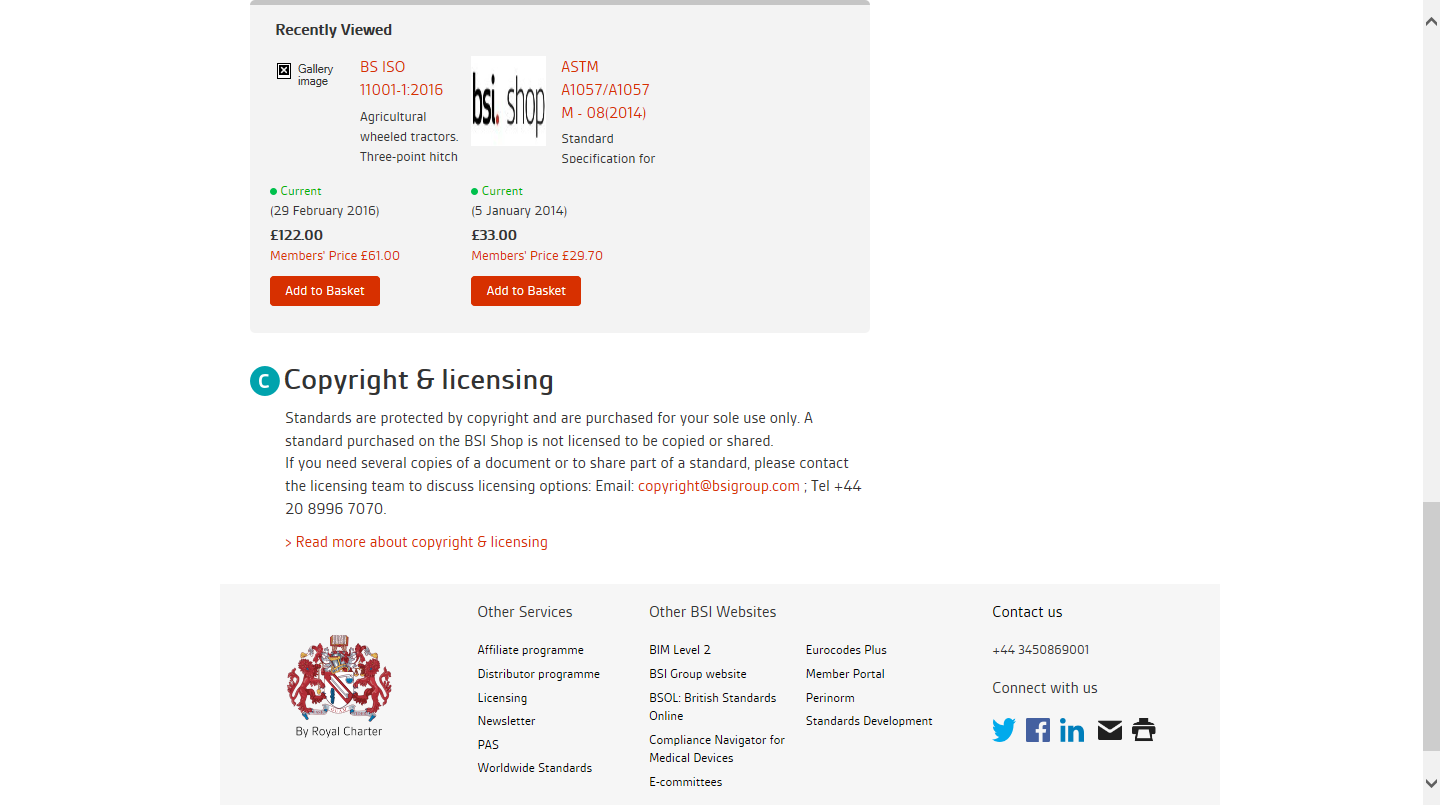 Recently Viewed
Gallery
image
BS ISO
11001-1:2016
Agricultural
wheeled tractors.
Three-point hitch
Current
(29 February 2016)
£122.00
Members' Price £61.00
Add to Basket
bsi. shop
ASTM
A1057/A1057
M - 08(2014)
Standard
Specification for
Current
(5 January 2014)
£33.00
Members' Price £29.70
Add to Basket
C Copyright & licensing
Standards are protected by copyright and are purchased for your sole use only. A
standard purchased on the BSI Shop is not licensed to be copied or shared.
If you need several copies of a document or to share part of a standard, please contact
the licensing team to discuss licensing options: Email: copyright@bsigroup.com ; Tel +44
20 8996 7070.
> Read more about copyright & licensing
By Royal Charter
Other Services
Affiliate programme
Distributor programme
Licensing
Newsletter
PAS
Worldwide Standards
Other BSI Websites
BIM Level 2
BSI Group website
BSOL: British Standards
Online
Compliance Navigator for
Medical Devices
E-committees
Eurocodes Plus
Member Portal
Perinorm
Standards Development
Contact us
+44 3450869001
Connect with us